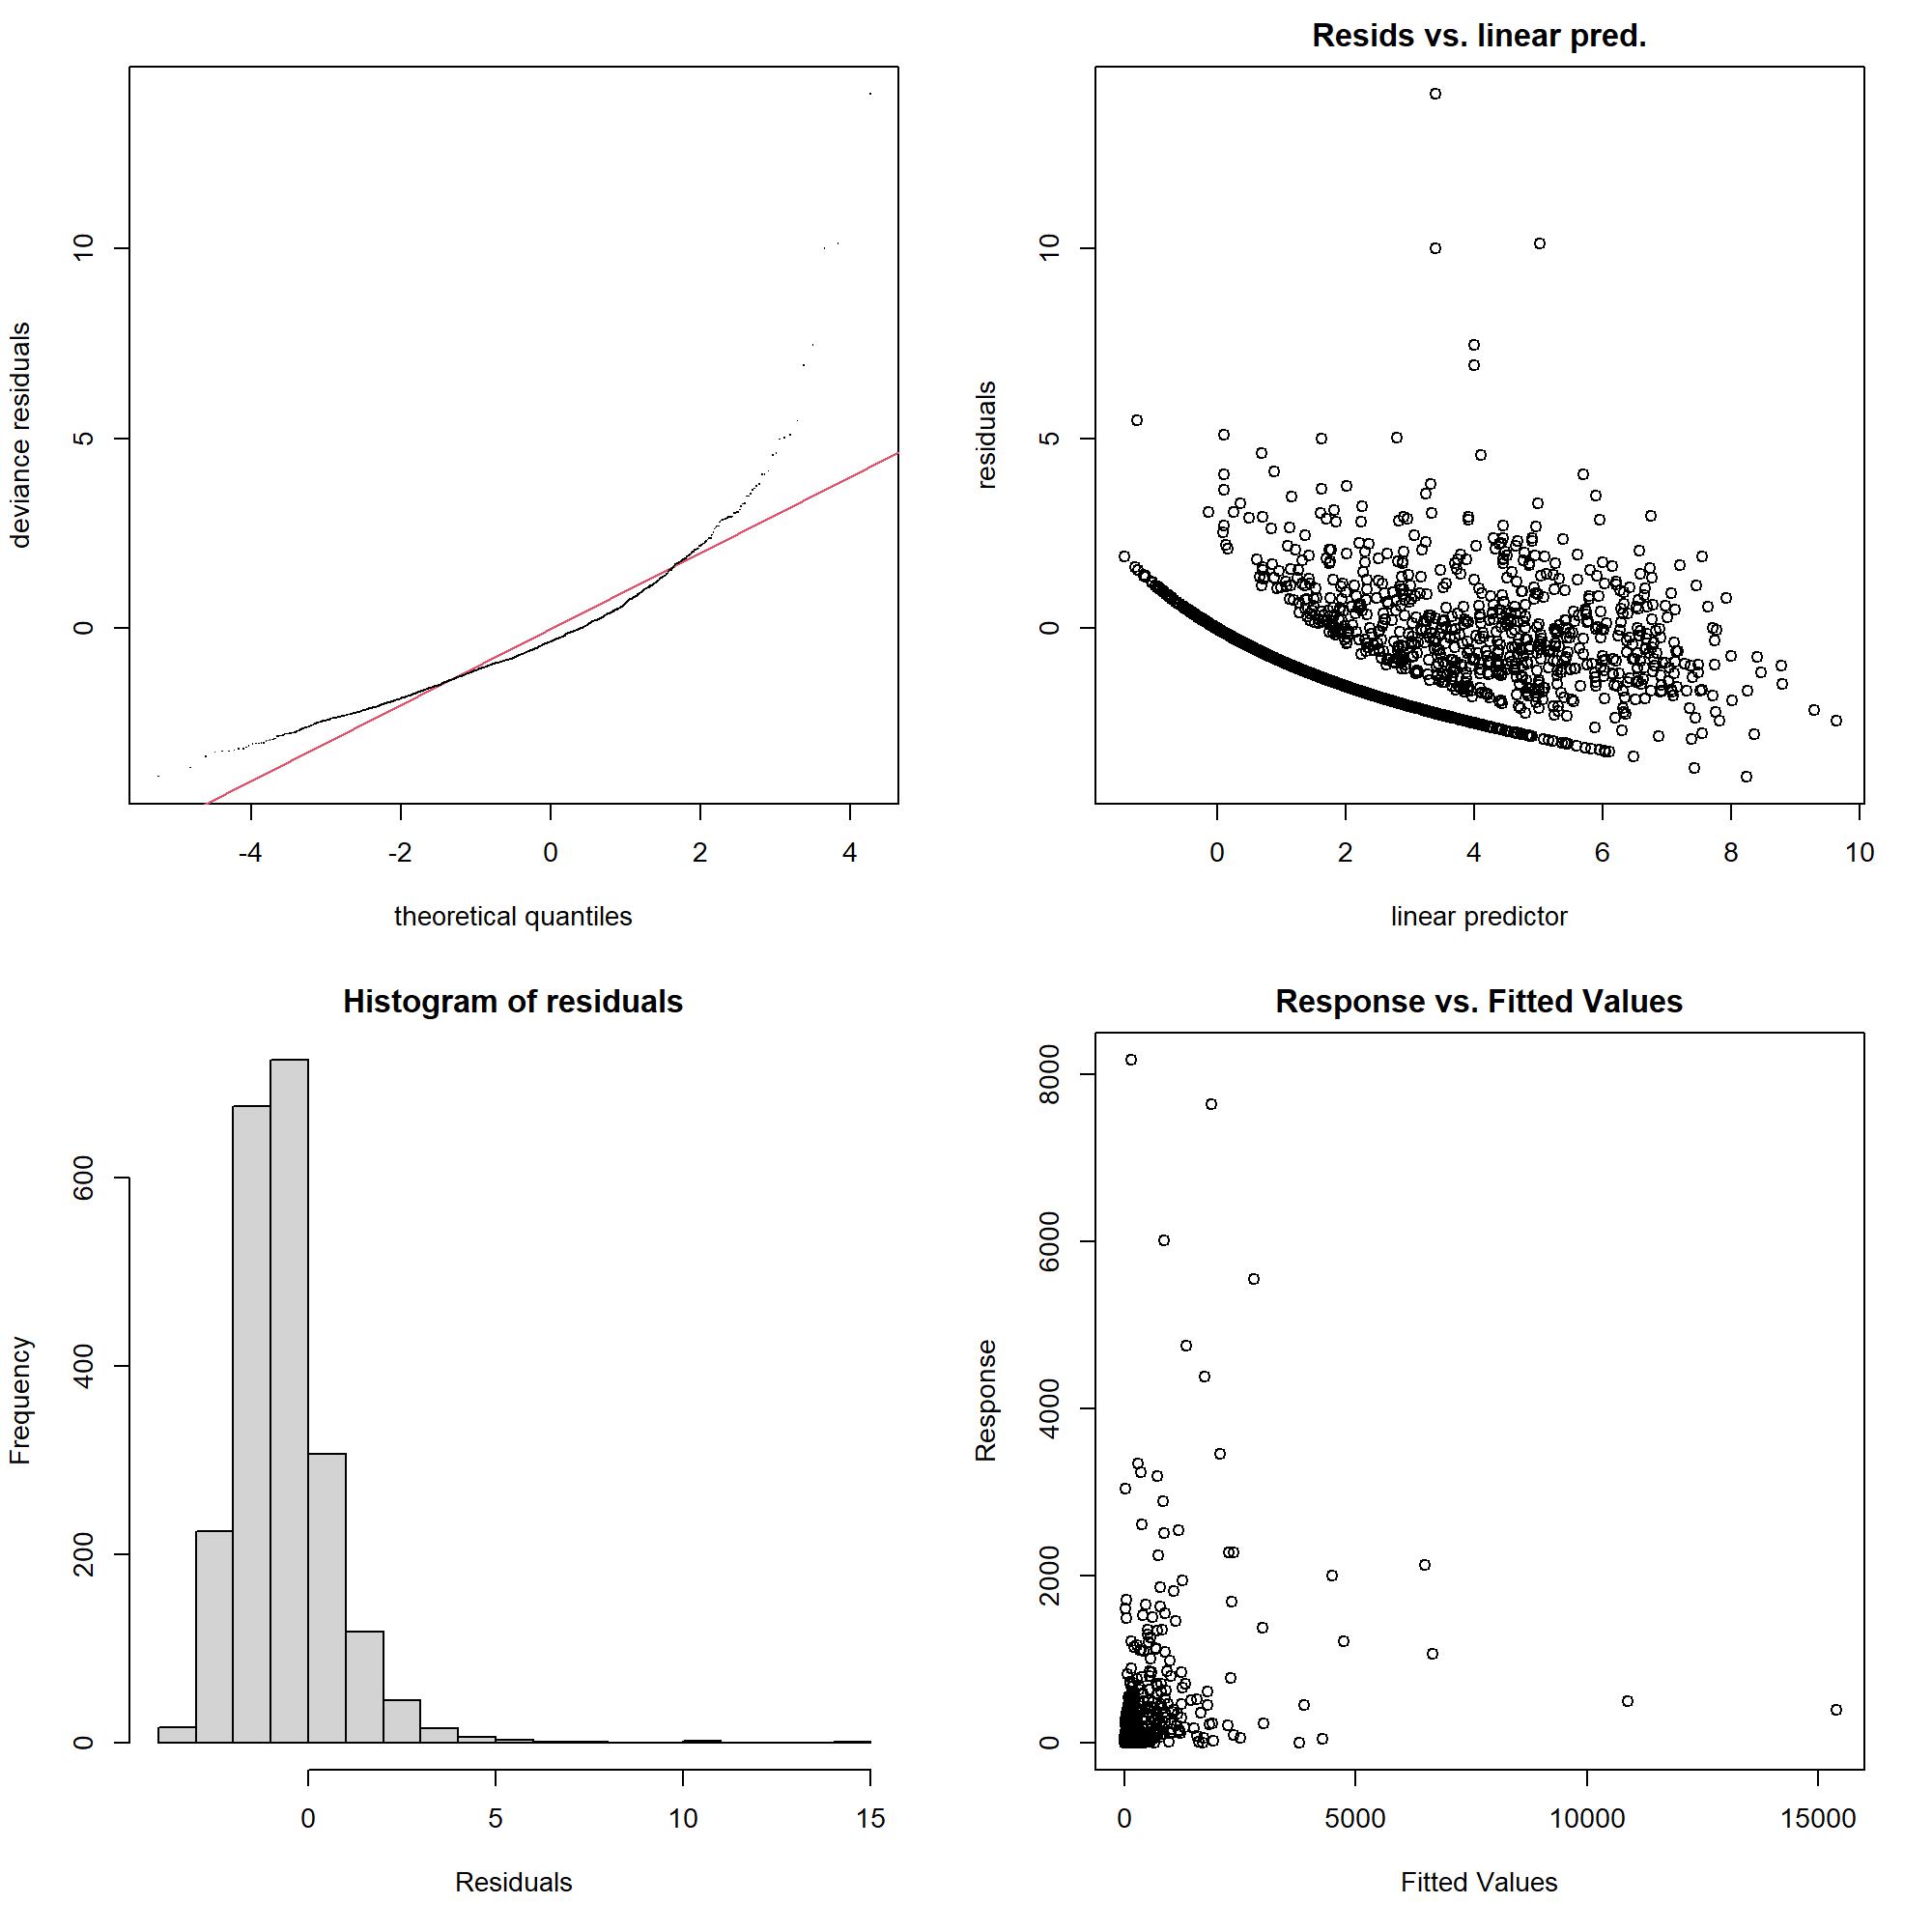 deviance residuals
10
5
0
-4 -2 0 2 4
theoretical quantiles
Resids vs. linear pred.
residuals
10
5
0
0 2 4 6 8 10
linear predictor
Histogram of residuals
Frequency
600
400
200
0
0 5 10 15
Residuals
Response vs. Fitted Values
Response
8000
6000
4000
2000
0
0 5000 10000 15000
Fitted Values